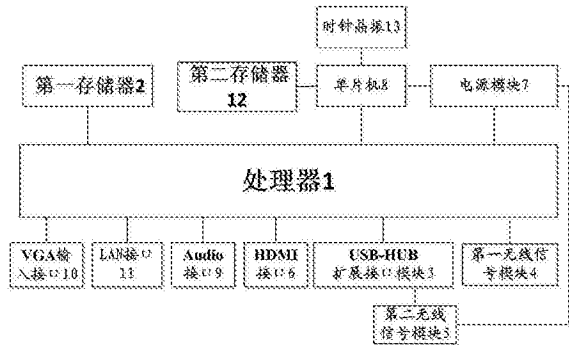 时钟晶振13
第一存储器2
第二存储器
12
单片机8
电源模块7
处理器1
VGA输
入接口10
LAN接口
11
Audio
接口9
HDMI
接口6
USB-HUB
扩展接口模块3
第一无线信
号模块4
第二无线
信号模块5